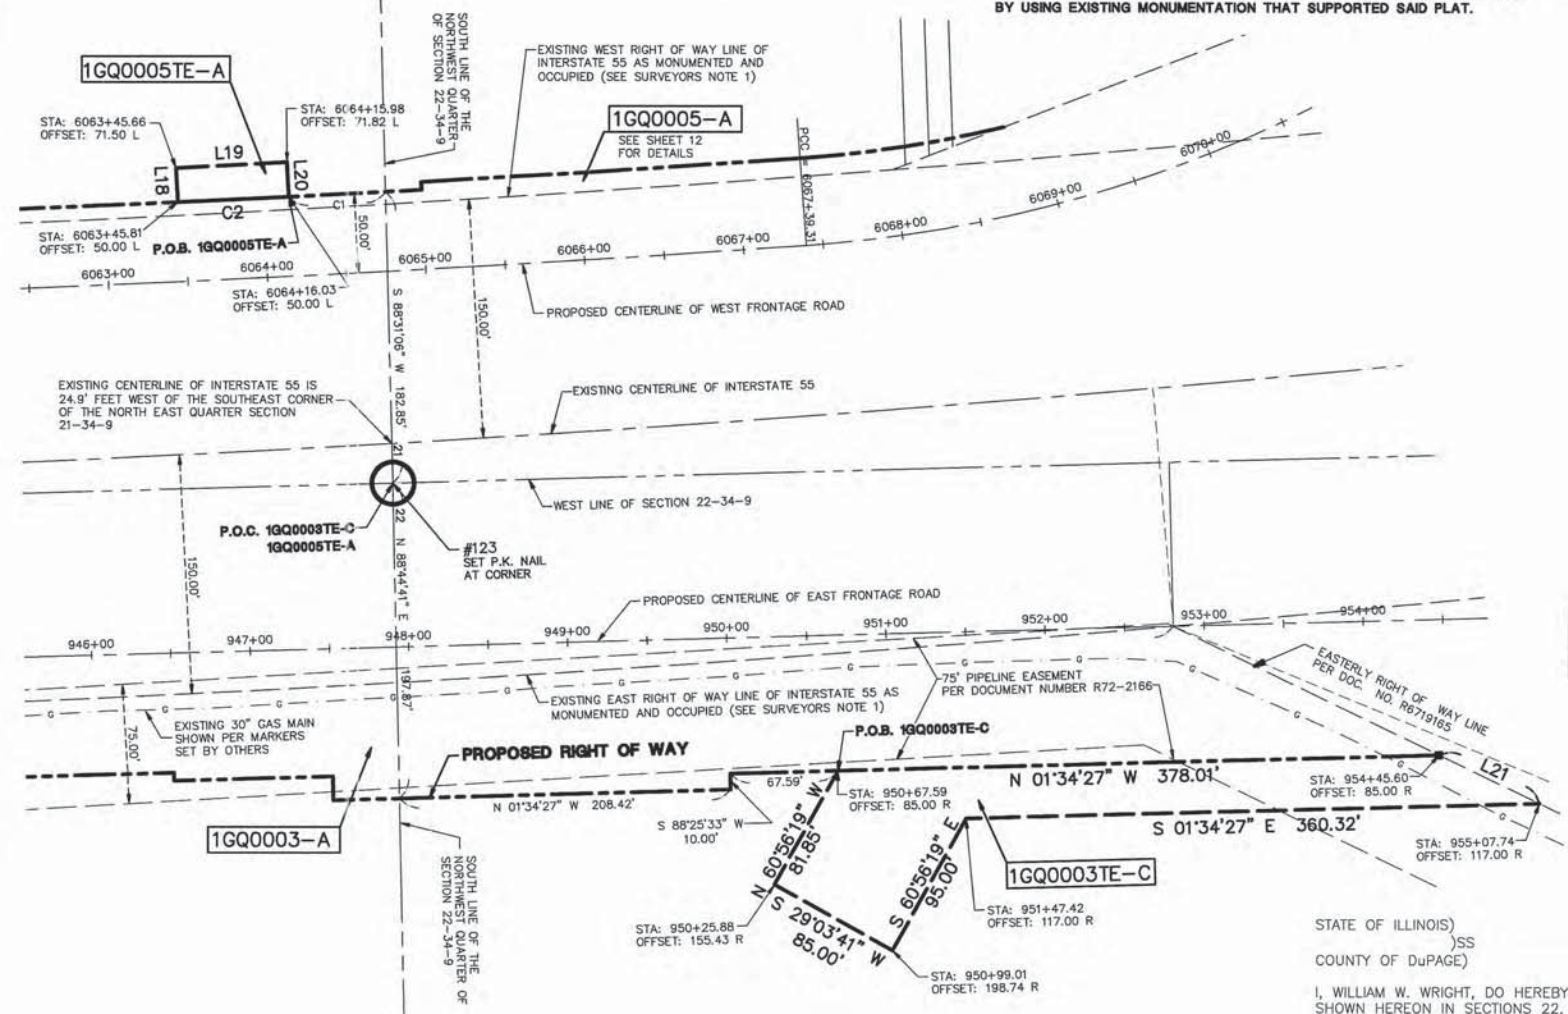 BY USING EXISTING MONUMENTATION THAT SUPPORTED SAID PLAT.
1GQ0005TE-A
SOUTH LINE OF THE
NORTHWEST QUARTER
OF SECTION 22-34-9
EXISTING WEST RIGHT OF WAY LINE OF
INTERSTATE 55 AS MONUMENTED AND
OCCUPIED (SEE SURVEYORS NOTE 1)
STA: 6063+45.66
OFFSET: 71.50 L
STA: 6064+15.98
OFFSET: 71.82 L
1GQ0005-A
SEE SHEET 12
FOR DETAILS
PCC = 6067+39.31
L19
L18
L20
C2
C1
50.00'
STA: 6063+45.81
OFFSET: 50.00 L
P.O.B. 1GQ0005TE-A
STA: 6064+16.03
OFFSET: 50.00 L
6063+00
6064+00
6065+00
6066+00
6067+00
6068+00
6069+00
6070+00
PROPOSED CENTERLINE OF WEST FRONTAGE ROAD
S 88°31'06" W 182.85'
150.00'
EXISTING CENTERLINE OF INTERSTATE 55 IS
24.9' FEET WEST OF THE SOUTHEAST CORNER
OF THE NORTH EAST QUARTER SECTION
21-34-9
EXISTING CENTERLINE OF INTERSTATE 55
21
22
WEST LINE OF SECTION 22-34-9
P.O.C. 1GQ0003TE-C
1GQ0005TE-A
#123
SET P.K. NAIL
AT CORNER
150.00'
N 88°44'41" E
197.87'
PROPOSED CENTERLINE OF EAST FRONTAGE ROAD
946+00
947+00
948+00
949+00
950+00
951+00
952+00
953+00
954+00
G G G G G G G G G G G
75' PIPELINE EASEMENT
PER DOCUMENT NUMBER R72-2166
EASTERLY RIGHT OF WAY LINE
PER DOC. NO. R6719165
EXISTING EAST RIGHT OF WAY LINE OF INTERSTATE 55 AS
MONUMENTED AND OCCUPIED (SEE SURVEYORS NOTE 1)
EXISTING 30" GAS MAIN
SHOWN PER MARKERS
SET BY OTHERS
75.00'
PROPOSED RIGHT OF WAY
P.O.B. 1GQ0003TE-C
67.59'
N 01°34'27" W 208.42'
N 01°34'27" W 378.01'
STA: 950+67.59
OFFSET: 85.00 R
STA: 954+45.60
OFFSET: 85.00 R
L21
S 88°25'33" W
10.00'
1GQ0003-A
SOUTH LINE OF THE
NORTHWEST QUARTER OF
SECTION 22-34-9
N 60°56'19" W
81.85'
S 60°56'19" E
95.00'
S 01°34'27" E 360.32'
STA: 955+07.74
OFFSET: 117.00 R
1GQ0003TE-C
S 29°03'41" W
85.00'
STA: 951+47.42
OFFSET: 117.00 R
STA: 950+25.88
OFFSET: 155.43 R
STA: 950+99.01
OFFSET: 198.74 R
STATE OF ILLINOIS)
)SS
COUNTY OF DuPAGE)
I, WILLIAM W. WRIGHT, DO HEREBY
SHOWN HEREON IN SECTIONS 22,